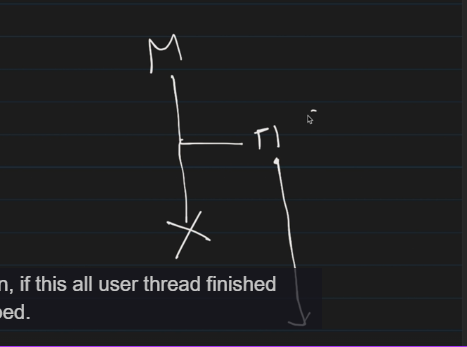 M
T1
n, if this all user thread finished
ped.